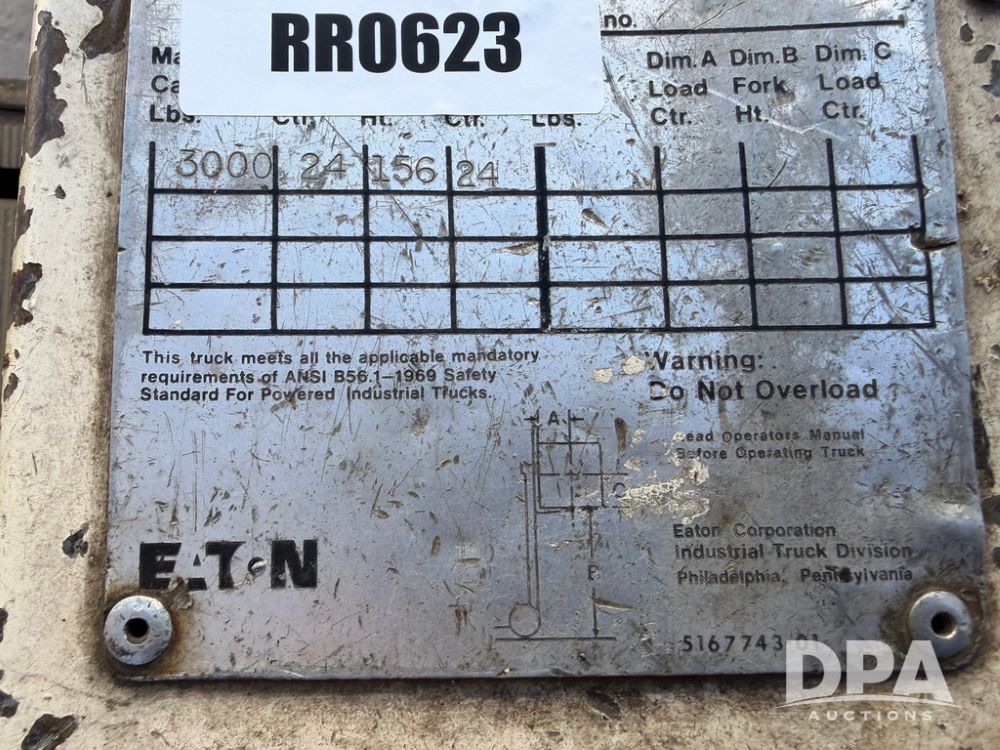 RR0623
no.
Dim. A Dim. B Dim. C
Load Fork Load
Lbs. Ctr. Ht. Ctr. Lbs. Ctr. Ht. Ctr.
3000 24 156 24
This truck meets all the applicable mandatory
requirements of ANSI B56.1-1969 Safety
Standard For Powered Industrial Trucks.
Warning:
Do Not Overload
Read Operators Manual
Before Operating Truck
A
C
B
EATON
Eaton Corporation
Industrial Truck Division
Philadelphia, Pennsylvania
5167743 01
DPA
AUCTIONS